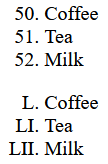 50. Coffee
51. Tea
52. Milk
L. Coffee
LI. Tea
LII. Milk